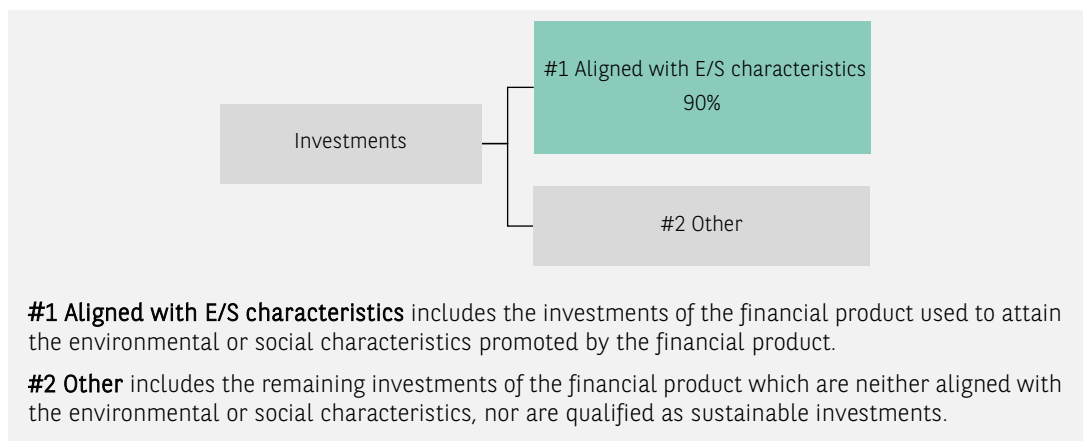 #1 Aligned with E/S characteristics
90%
Investments
#2 Other
#1 Aligned with E/S characteristics includes the investments of the financial product used to attain
the environmental or social characteristics promoted by the financial product.
#2 Other includes the remaining investments of the financial product which are neither aligned with
the environmental or social characteristics, nor are qualified as sustainable investments.